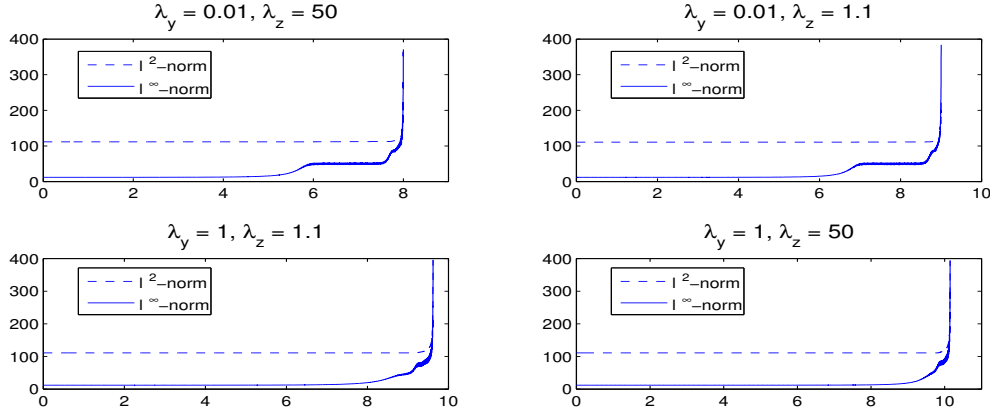 λy = 0.01, λz = 50
400
300
200
100
0
l 2−norm
l ∞−norm
0 2 4 6 8
λy = 0.01, λz = 1.1
400
300
200
100
0
l 2−norm
l ∞−norm
0 2 4 6 8 10
λy = 1, λz = 1.1
400
300
200
100
0
l 2−norm
l ∞−norm
0 2 4 6 8 10
λy = 1, λz = 50
400
300
200
100
0
l 2−norm
l ∞−norm
0 2 4 6 8 10